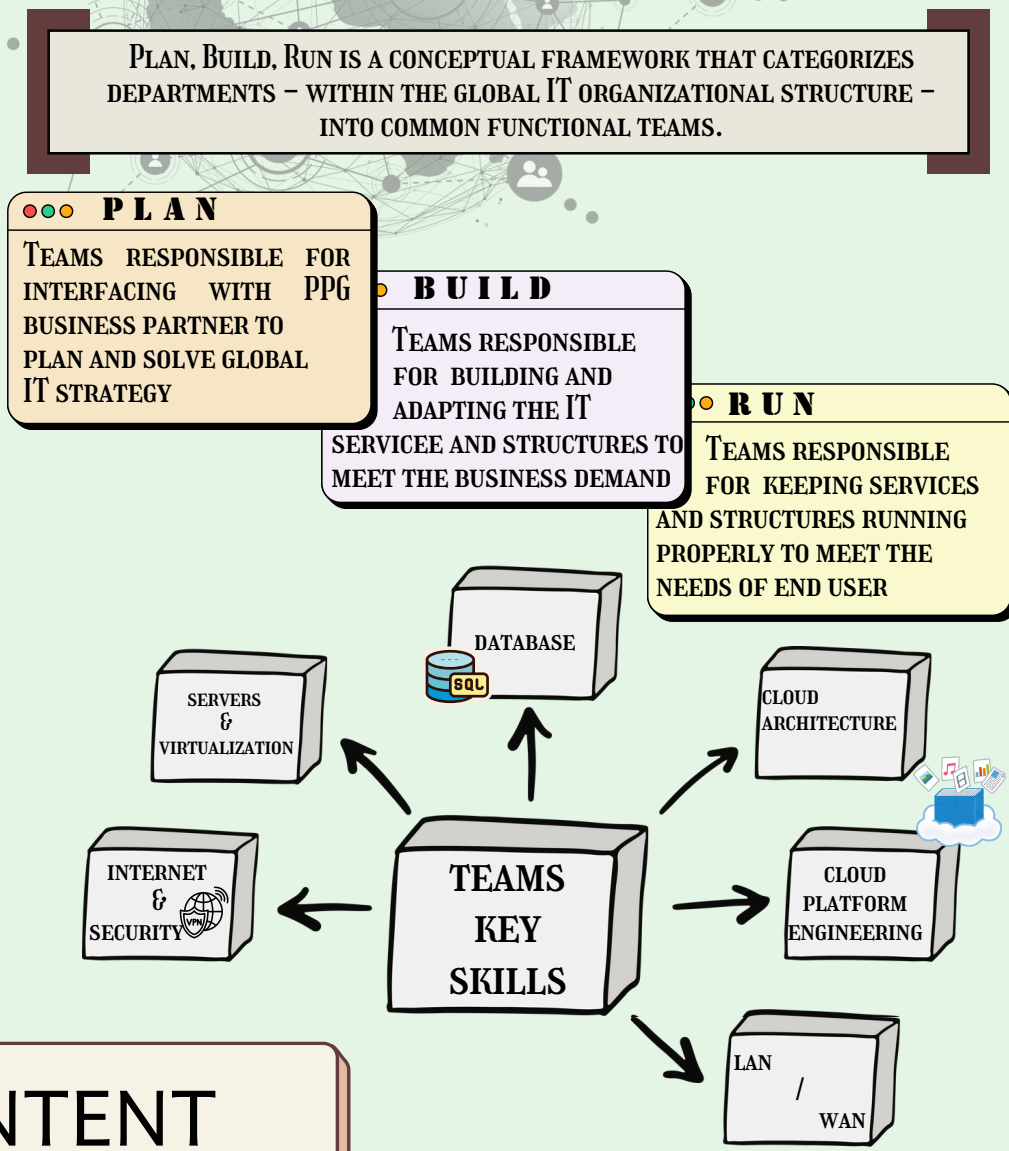 Plan, Build, Run is a conceptual framework that categorizes
departments – within the global IT organizational structure –
into common functional teams.
PLAN
Teams responsible for
interfacing with PPG
business partner to
plan and solve global
IT strategy
BUILD
Teams responsible
for building and
adapting the IT
servicee and structures to
meet the business demand
RUN
Teams responsible
for keeping services
and structures running
properly to meet the
needs of end user
DATABASE
SQL
SERVERS
&
VIRTUALIZATION
CLOUD
ARCHITECTURE
INTERNET
&
SECURITY
VPN
TEAMS
KEY
SKILLS
CLOUD
PLATFORM
ENGINEERING
LAN
/
WAN
NTENT